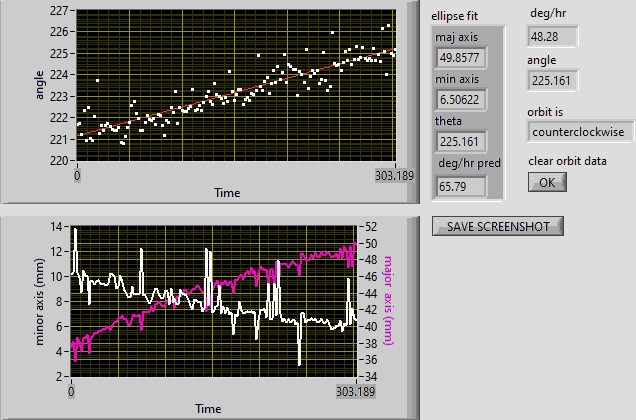 227
226
225
224
223
222
221
220
angle
0
303.189
Time
ellipse fit
maj axis
49.8577
min axis
6.50622
theta
225.161
deg/hr pred
65.79
deg/hr
48.28
angle
225.161
orbit is
counterclockwise
clear orbit data
OK
SAVE SCREENSHOT
14
12
10
8
6
4
2
minor axis (mm)
52
50
48
46
44
42
40
38
36
34
major axis (mm)
0
303.189
Time